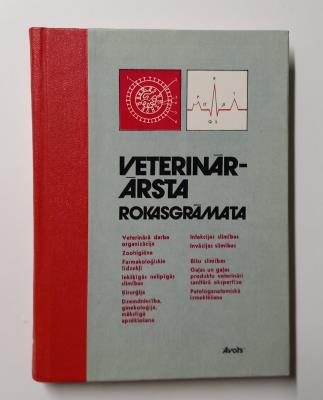 R
P
T
Q S
VETERINĀR-
ĀRSTA
ROKASGRĀMATA
Veterinārā darba
organizācija
Zoohigiēna
Farmakoloģiskie
līdzekļi
Iekšķīgās nelipīgās
slimības
Ķirurģija
Dzemdniecība,
ginekoloģija,
mākslīgā
apsēklošana
Infekcijas slimības
Invāzijas slimības
Bišu slimības
Gaļas un gaļas
produktu veterināri
sanitārā ekspertīze
Patologanatomiskā
izmeklēšana
Avots